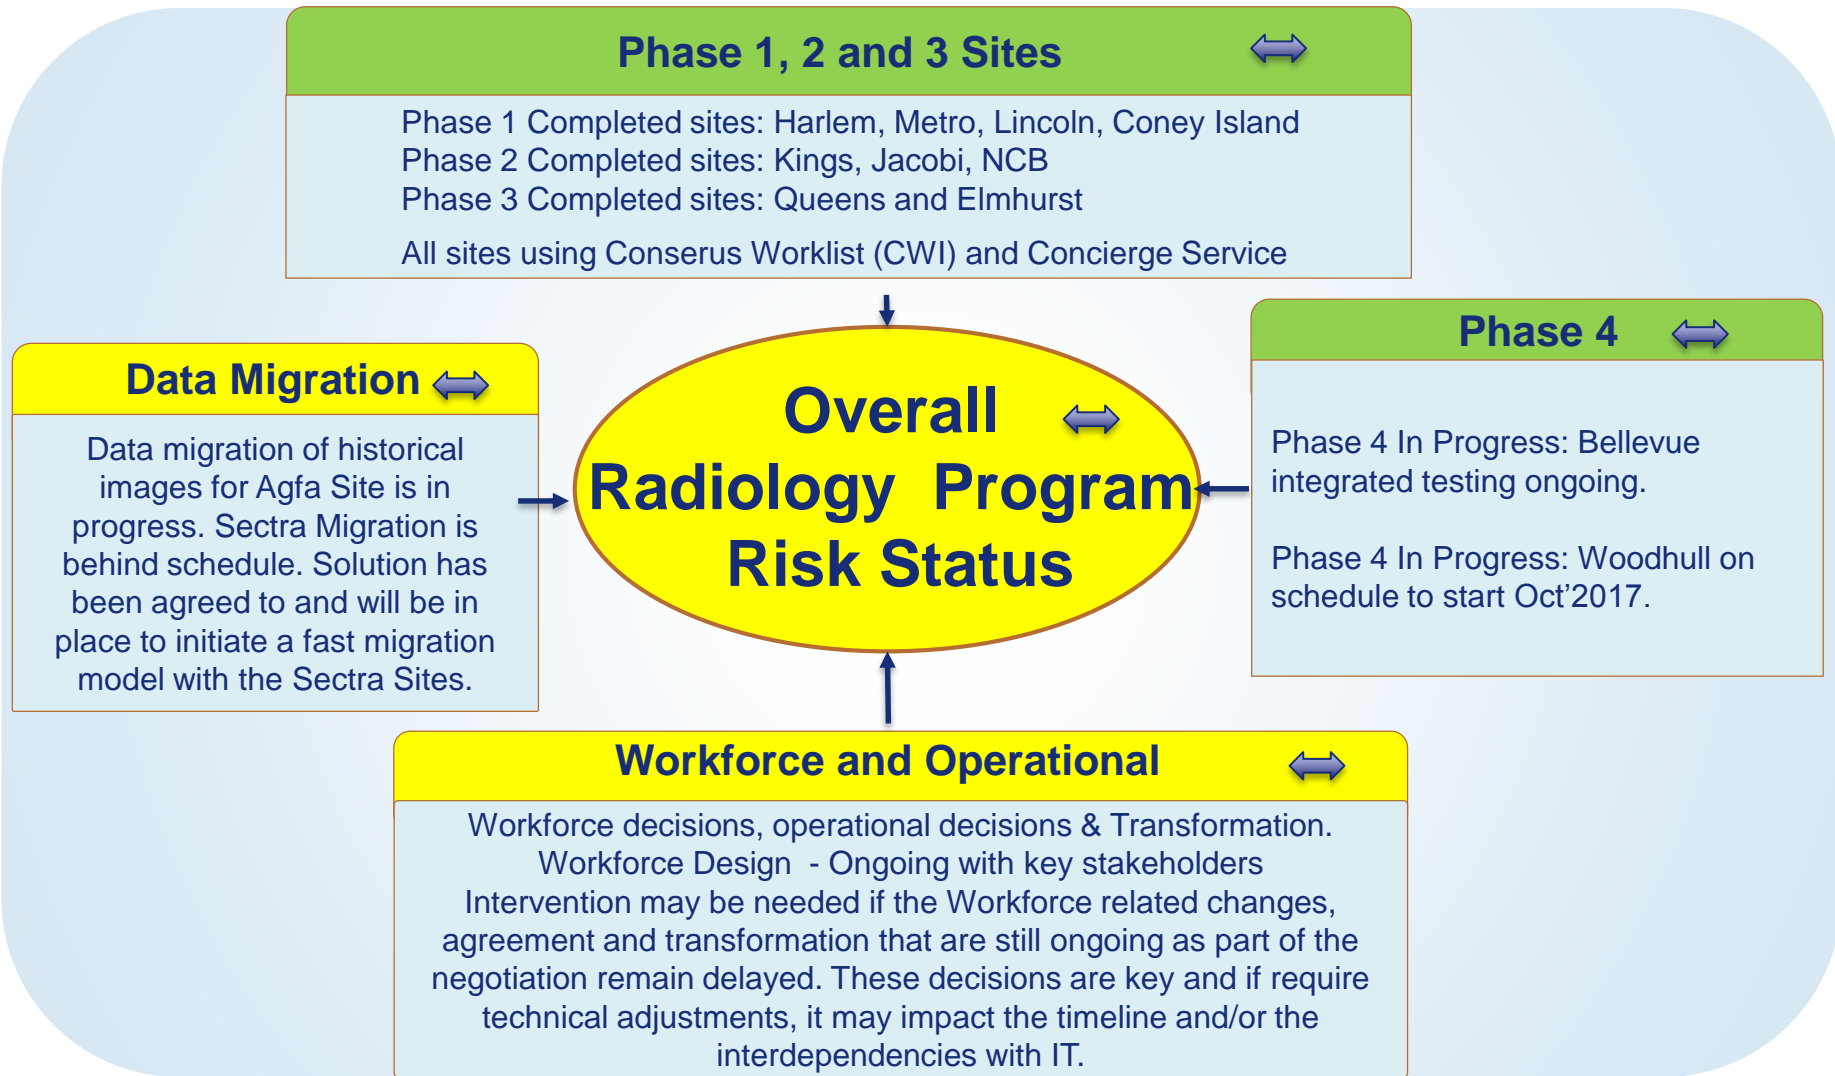 Phase 1, 2 and 3 Sites
Phase 1 Completed sites: Harlem, Metro, Lincoln, Coney Island
Phase 2 Completed sites: Kings, Jacobi, NCB
Phase 3 Completed sites: Queens and Elmhurst
All sites using Conserus Worklist (CWI) and Concierge Service
Data Migration
Data migration of historical
images for Agfa Site is in
progress. Sectra Migration is
behind schedule. Solution has
been agreed to and will be in
place to initiate a fast migration
model with the Sectra Sites.
Overall
Radiology Program
Risk Status
Phase 4
Phase 4 In Progress: Bellevue
integrated testing ongoing.
Phase 4 In Progress: Woodhull on
schedule to start Oct’2017.
Workforce and Operational
Workforce decisions, operational decisions & Transformation.
Workforce Design - Ongoing with key stakeholders
Intervention may be needed if the Workforce related changes,
agreement and transformation that are still ongoing as part of the
negotiation remain delayed. These decisions are key and if require
technical adjustments, it may impact the timeline and/or the
interdependencies with IT.